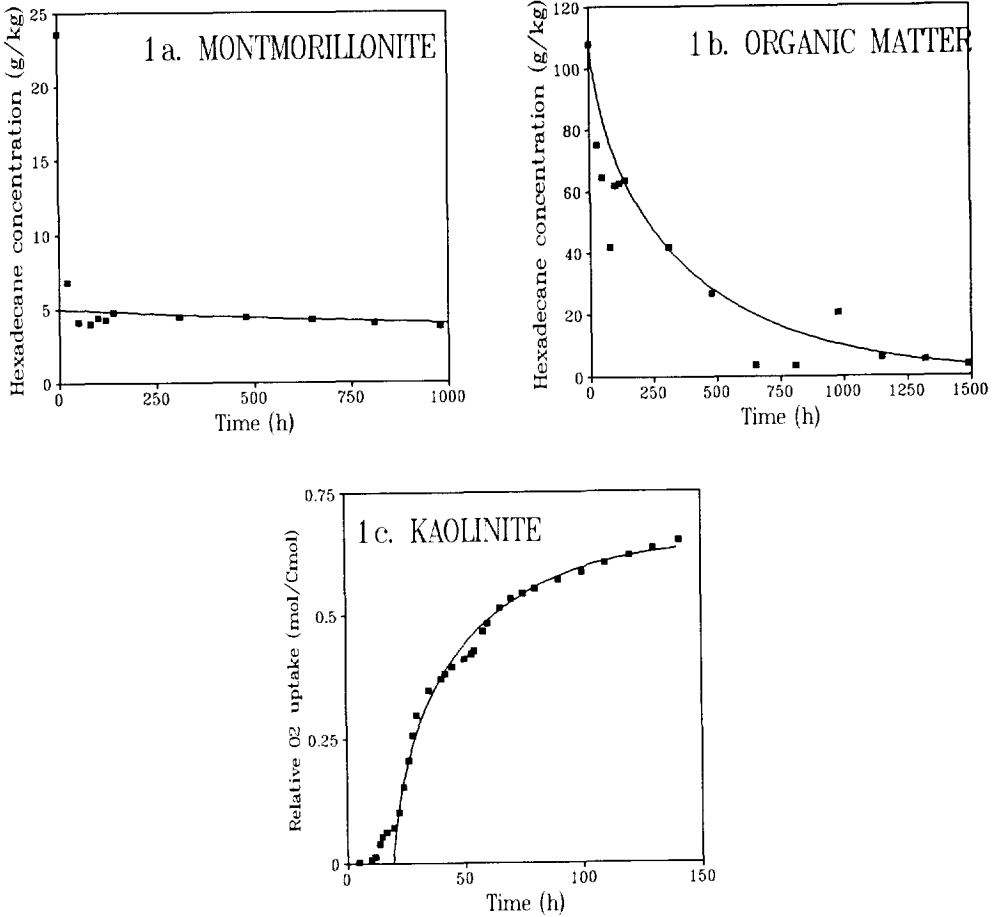 1a. MONTMORILLONITE
Hexadecane concentration (g/kg)
25
20
15
10
5
0
0 250 500 750 1000
Time (h)
1b. ORGANIC MATTER
Hexadecane concentration (g/kg)
120
100
80
60
40
20
0
0 250 500 750 1000 1250 1500
Time (h)
1c. KAOLINITE
Relative O2 uptake (mol/Cmol)
0.75
0.5
0.25
0
0 50 100 150
Time (h)